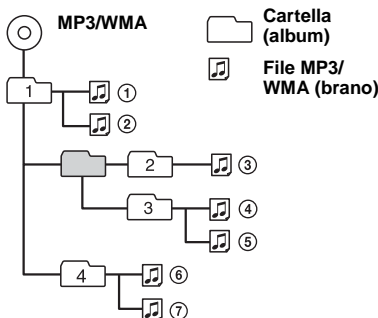 MP3/WMA
Cartella
(album)
File MP3/
WMA (brano)
1
①
②
2
③
3
④
⑤
4
⑥
⑦